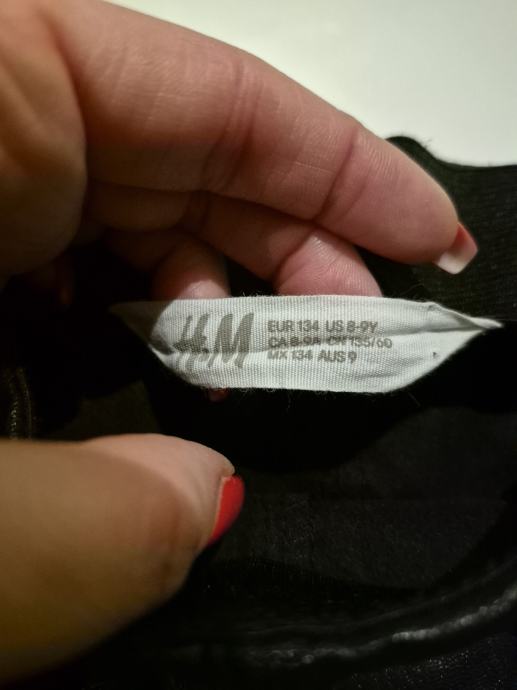 H&M
EUR 134 US 8-9Y
CA 8-9A CN 135/60
MX 134 AUS 9